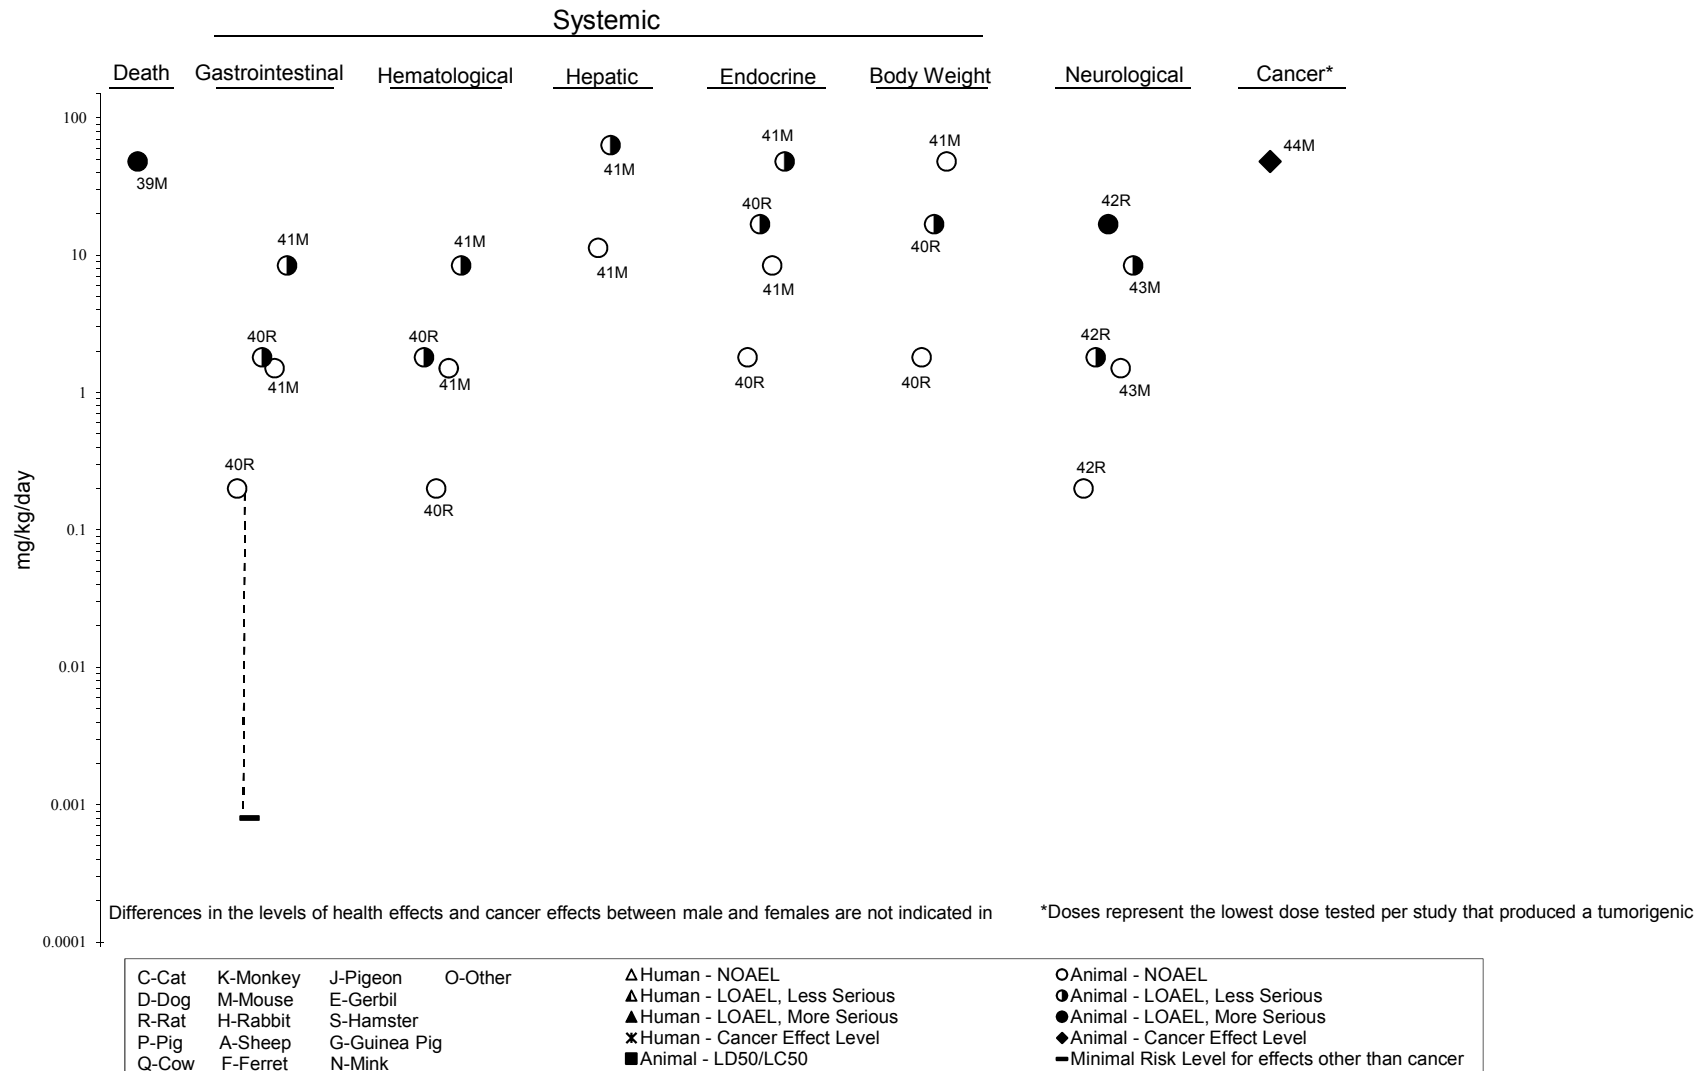 Systemic
Death Gastrointestinal Hematological Hepatic Endocrine Body Weight Neurological Cancer*
100
41M 41M 44M
39M 41M
40R 42R
41M 41M 40R
10
41M 41M 43M
40R 40R 42R
41M 41M 40R 40R 43M
1
40R 42R
40R
mg/kg/day
0.1
0.01
0.001
Differences in the levels of health effects and cancer effects between male and females are not indicated in *Doses represent the lowest dose tested per study that produced a tumorigenic
0.0001
C-Cat K-Monkey J-Pigeon O-Other Human - NOAEL Animal - NOAEL
D-Dog M-Mouse E-Gerbil Human - LOAEL, Less Serious Animal - LOAEL, Less Serious
R-Rat H-Rabbit S-Hamster Human - LOAEL, More Serious Animal - LOAEL, More Serious
P-Pig A-Sheep G-Guinea Pig Human - Cancer Effect Level Animal - Cancer Effect Level
Q-Cow F-Ferret N-Mink Animal - LD50/LC50 Minimal Risk Level for effects other than cancer